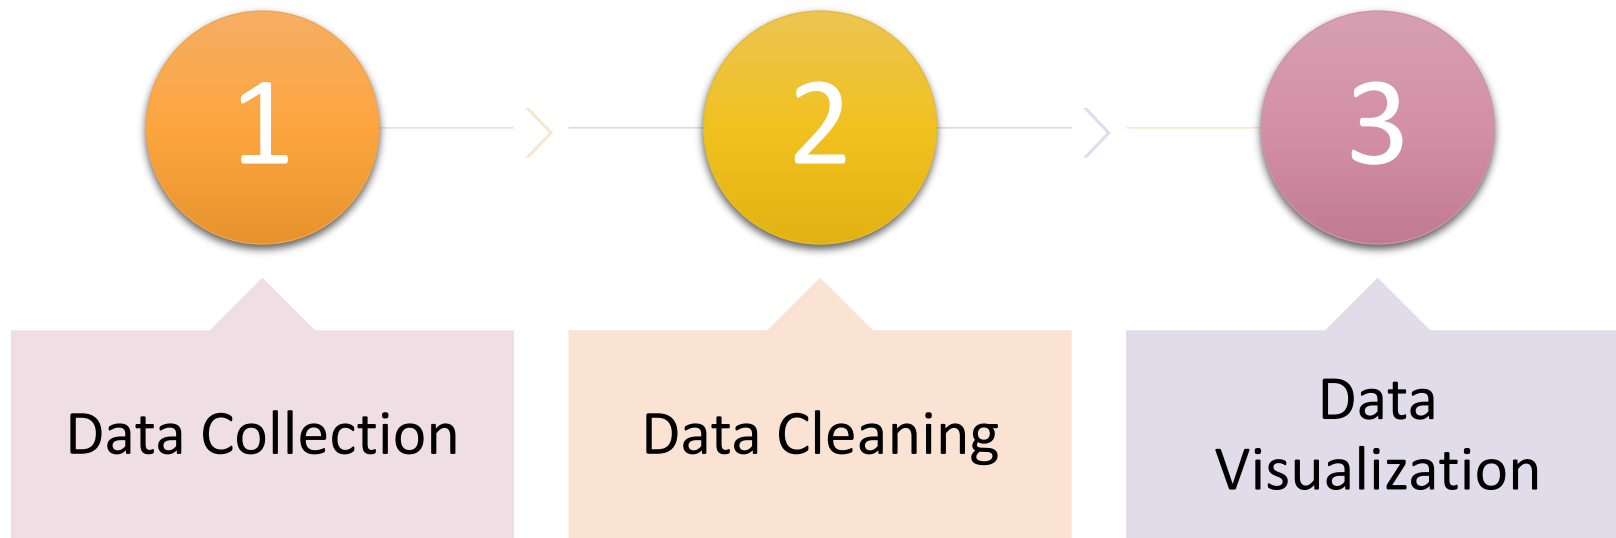 1
2
3
Data Collection
Data Cleaning
Data
Visualization